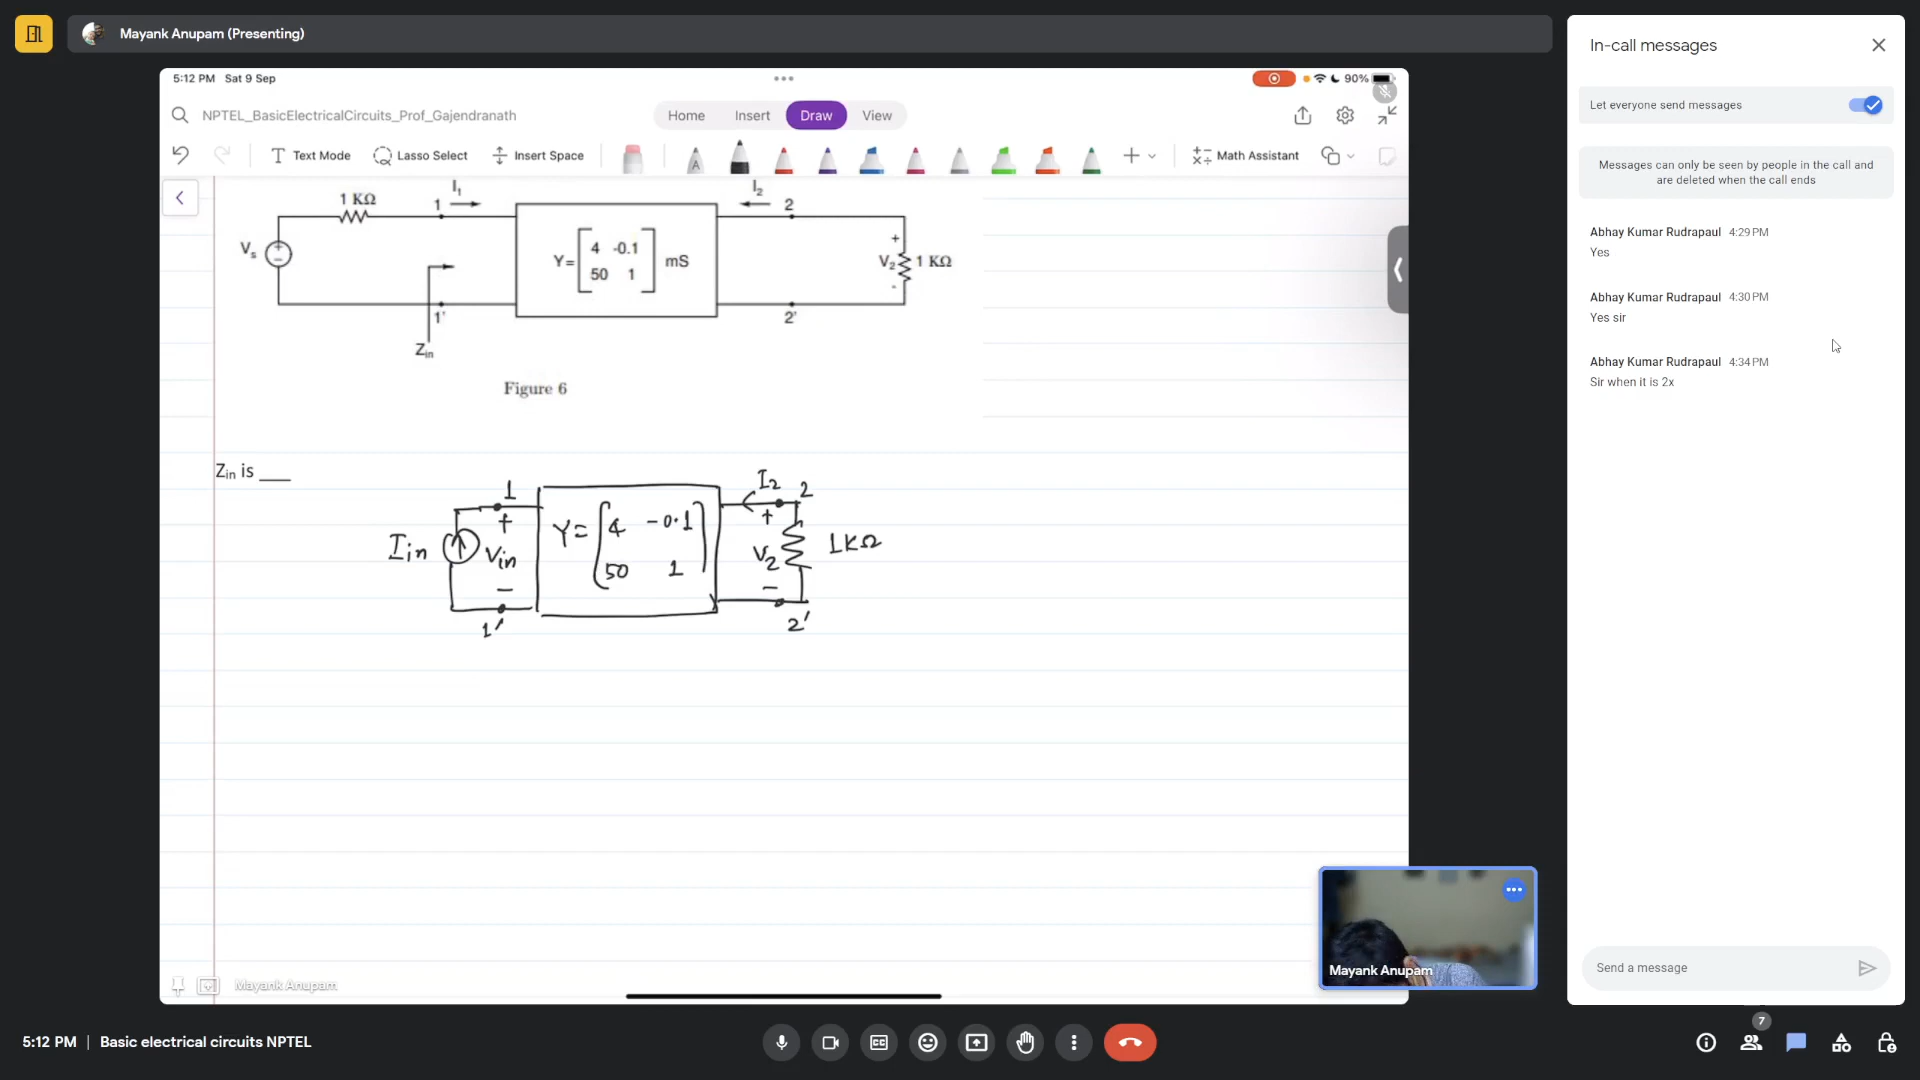 Mayank Anupam (Presenting)
In-call messages
5:12 PM Sat 9 Sep
90%
NPTEL_BasicElectricalCircuits_Prof_Gajendranath
Home Insert Draw View
Let everyone send messages
Text Mode Lasso Select Insert Space A Math Assistant
Messages can only be seen by people in the call and
are deleted when the call ends
1 KΩ 1 I₁ I₂ 2
Vs + − Y= [ 4 -0.1 50 1 ] mS + V₂ - 1 KΩ
1' 2'
Zin
Figure 6
Abhay Kumar Rudrapaul 4:29 PM
Yes
Abhay Kumar Rudrapaul 4:30 PM
Yes sir
Abhay Kumar Rudrapaul 4:34 PM
Sir when it is 2x
Zin is ___
1 I₂ 2
Iin + Vin − Y= [ 4 -0.1 50 1 ] + V₂ − 1KΩ
1' 2'
Mayank Anupam
Mayank Anupam
Send a message
5:12 PM | Basic electrical circuits NPTEL
CC
7